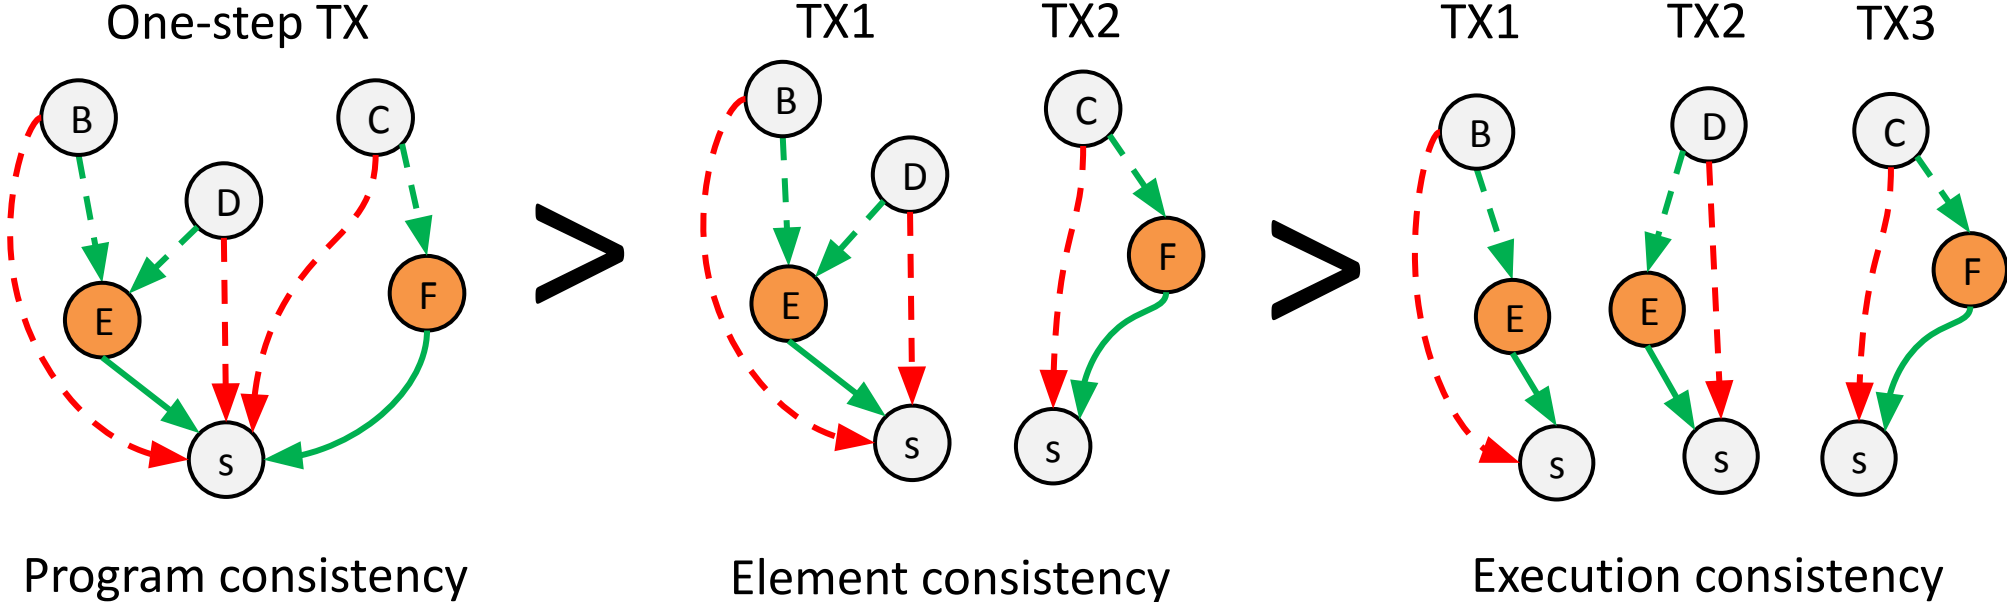 One-step TX
B
C
D
E
F
s
Program consistency
>
TX1
TX2
B
C
D
E
F
s
s
Element consistency
>
TX1
TX2
TX3
B
D
C
E
E
F
s
s
s
Execution consistency